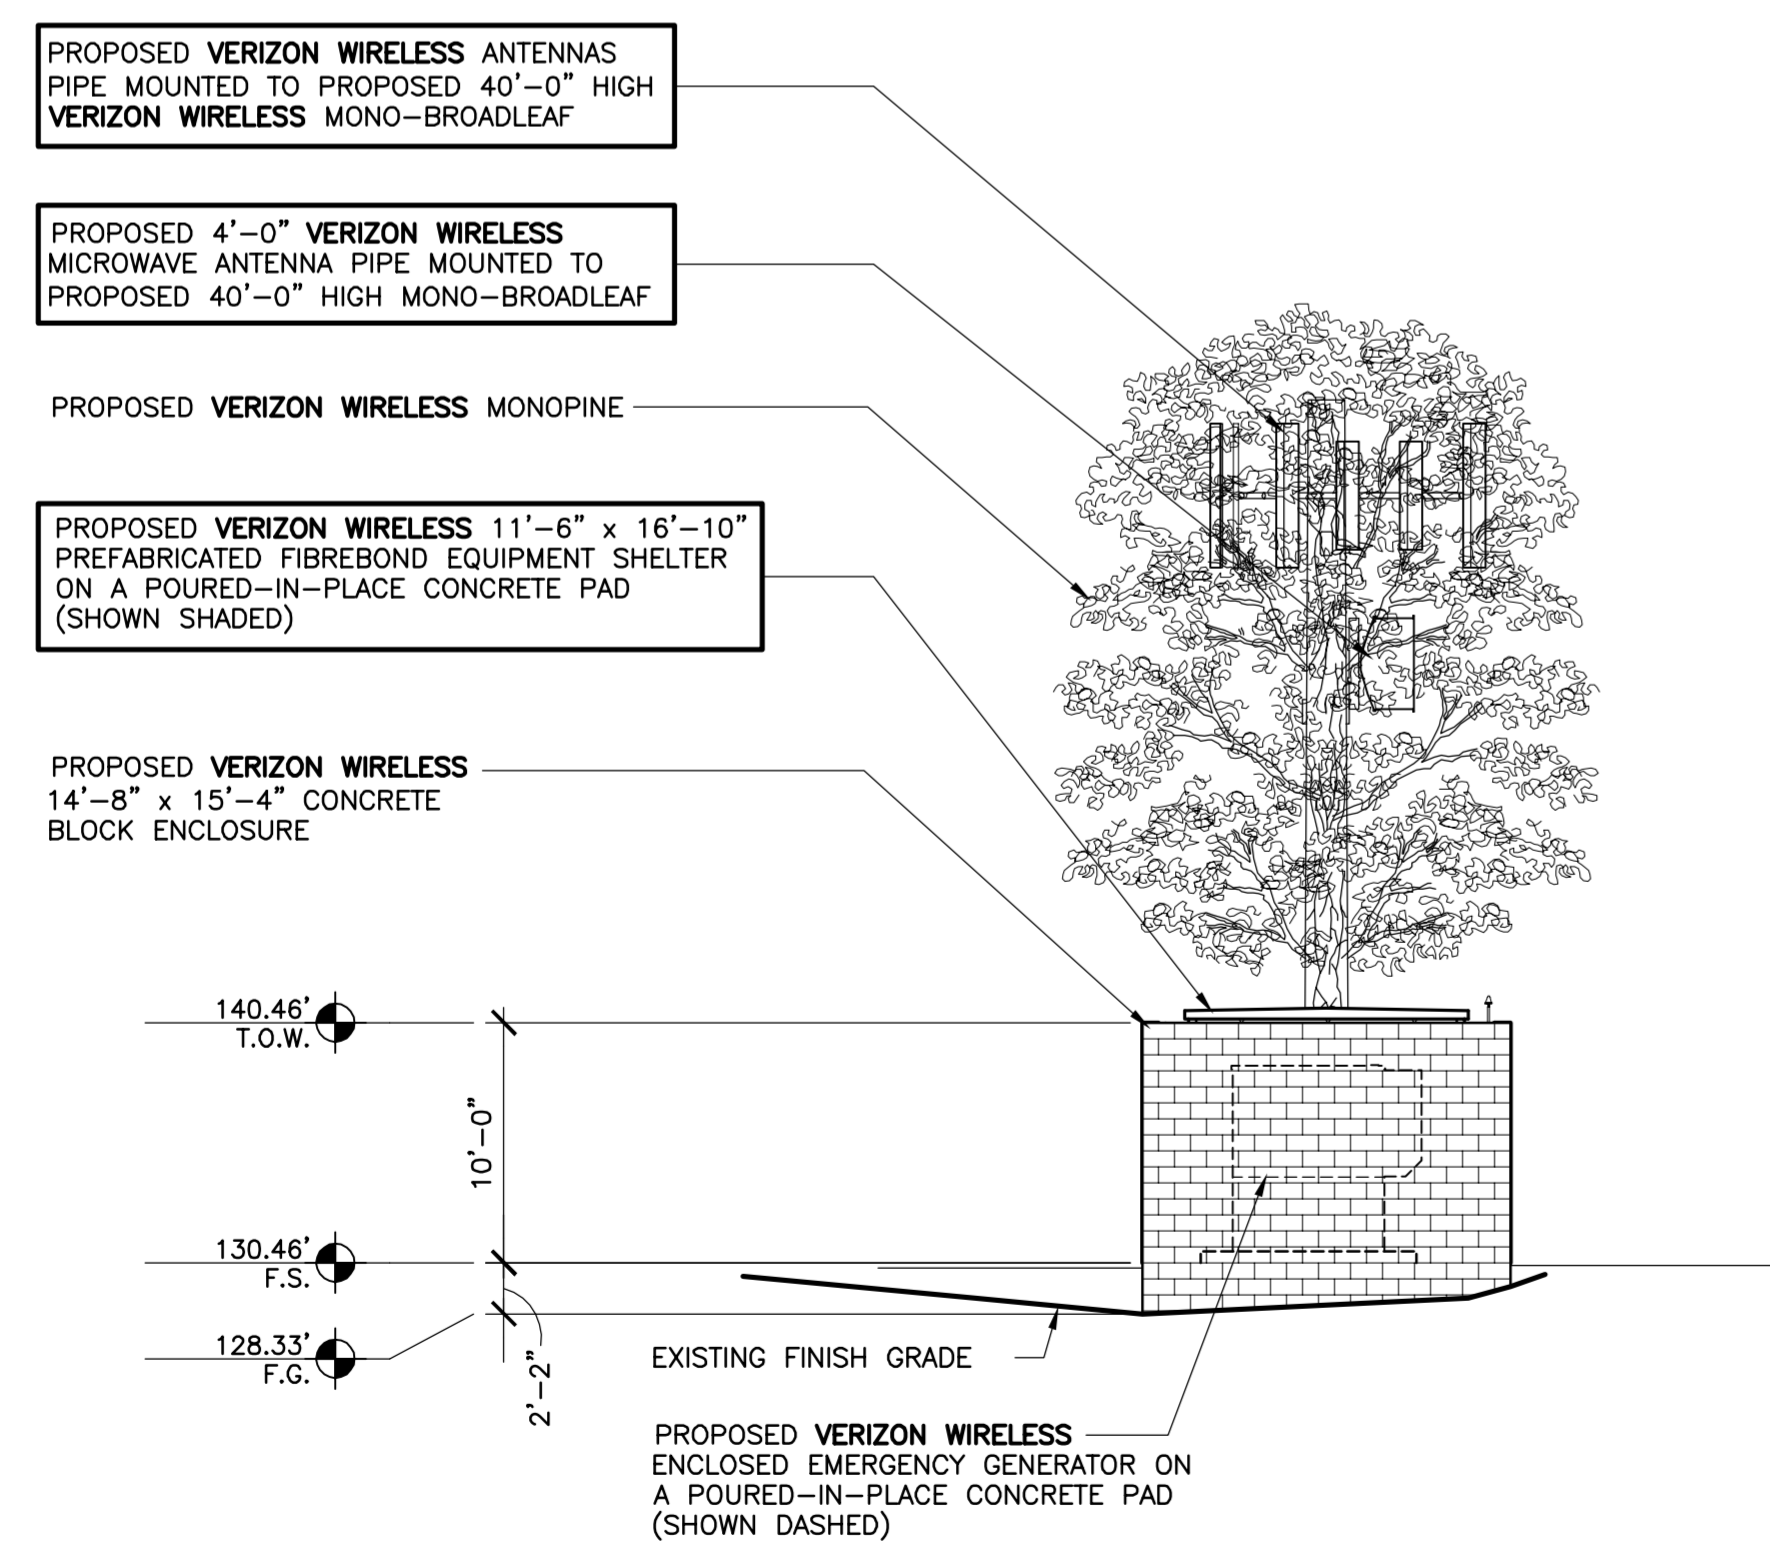 PROPOSED VERIZON WIRELESS ANTENNAS
PIPE MOUNTED TO PROPOSED 40'-0" HIGH
VERIZON WIRELESS MONO-BROADLEAF
PROPOSED 4'-0" VERIZON WIRELESS
MICROWAVE ANTENNA PIPE MOUNTED TO
PROPOSED 40'-0" HIGH MONO-BROADLEAF
PROPOSED VERIZON WIRELESS MONOPINE
PROPOSED VERIZON WIRELESS 11'-6" x 16'-10"
PREFABRICATED FIBREBOND EQUIPMENT SHELTER
ON A POURED-IN-PLACE CONCRETE PAD
(SHOWN SHADED)
PROPOSED VERIZON WIRELESS
14'-8" x 15'-4" CONCRETE
BLOCK ENCLOSURE
140.46'
T.O.W.
10'-0"
130.46'
F.S.
128.33'
F.G.
2'-2"
EXISTING FINISH GRADE
PROPOSED VERIZON WIRELESS
ENCLOSED EMERGENCY GENERATOR ON
A POURED-IN-PLACE CONCRETE PAD
(SHOWN DASHED)